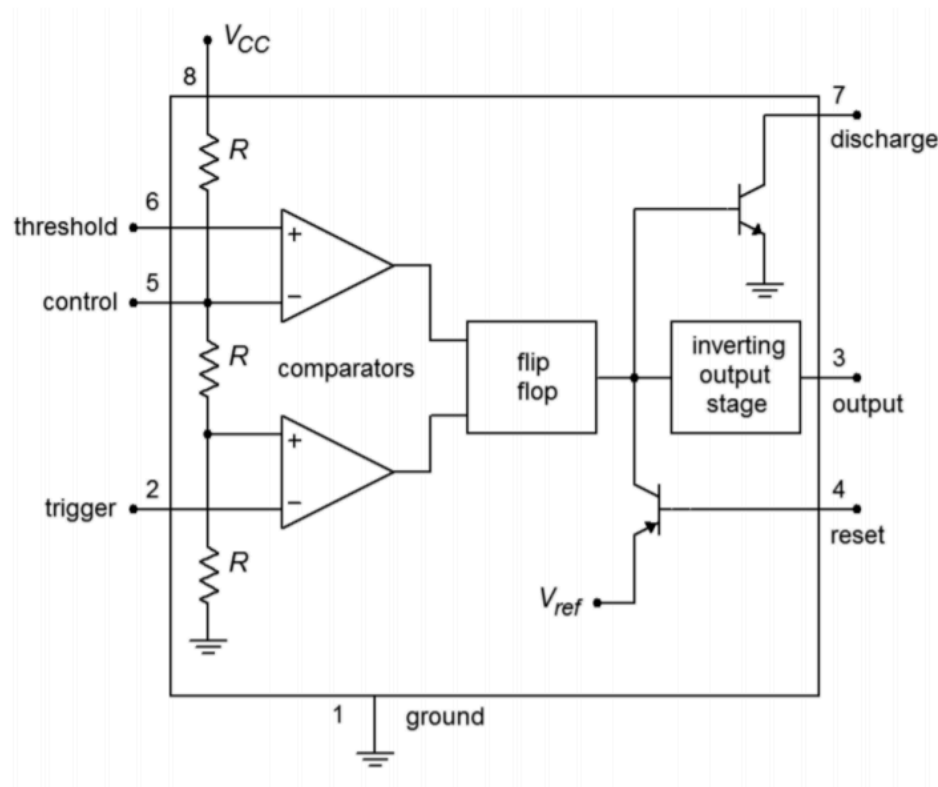 VCC
8
7
discharge
R
6
threshold
+
5
control
−
R
comparators
flip
flop
inverting
output
stage
3
output
+
2
trigger
−
4
reset
R
Vref
1
ground